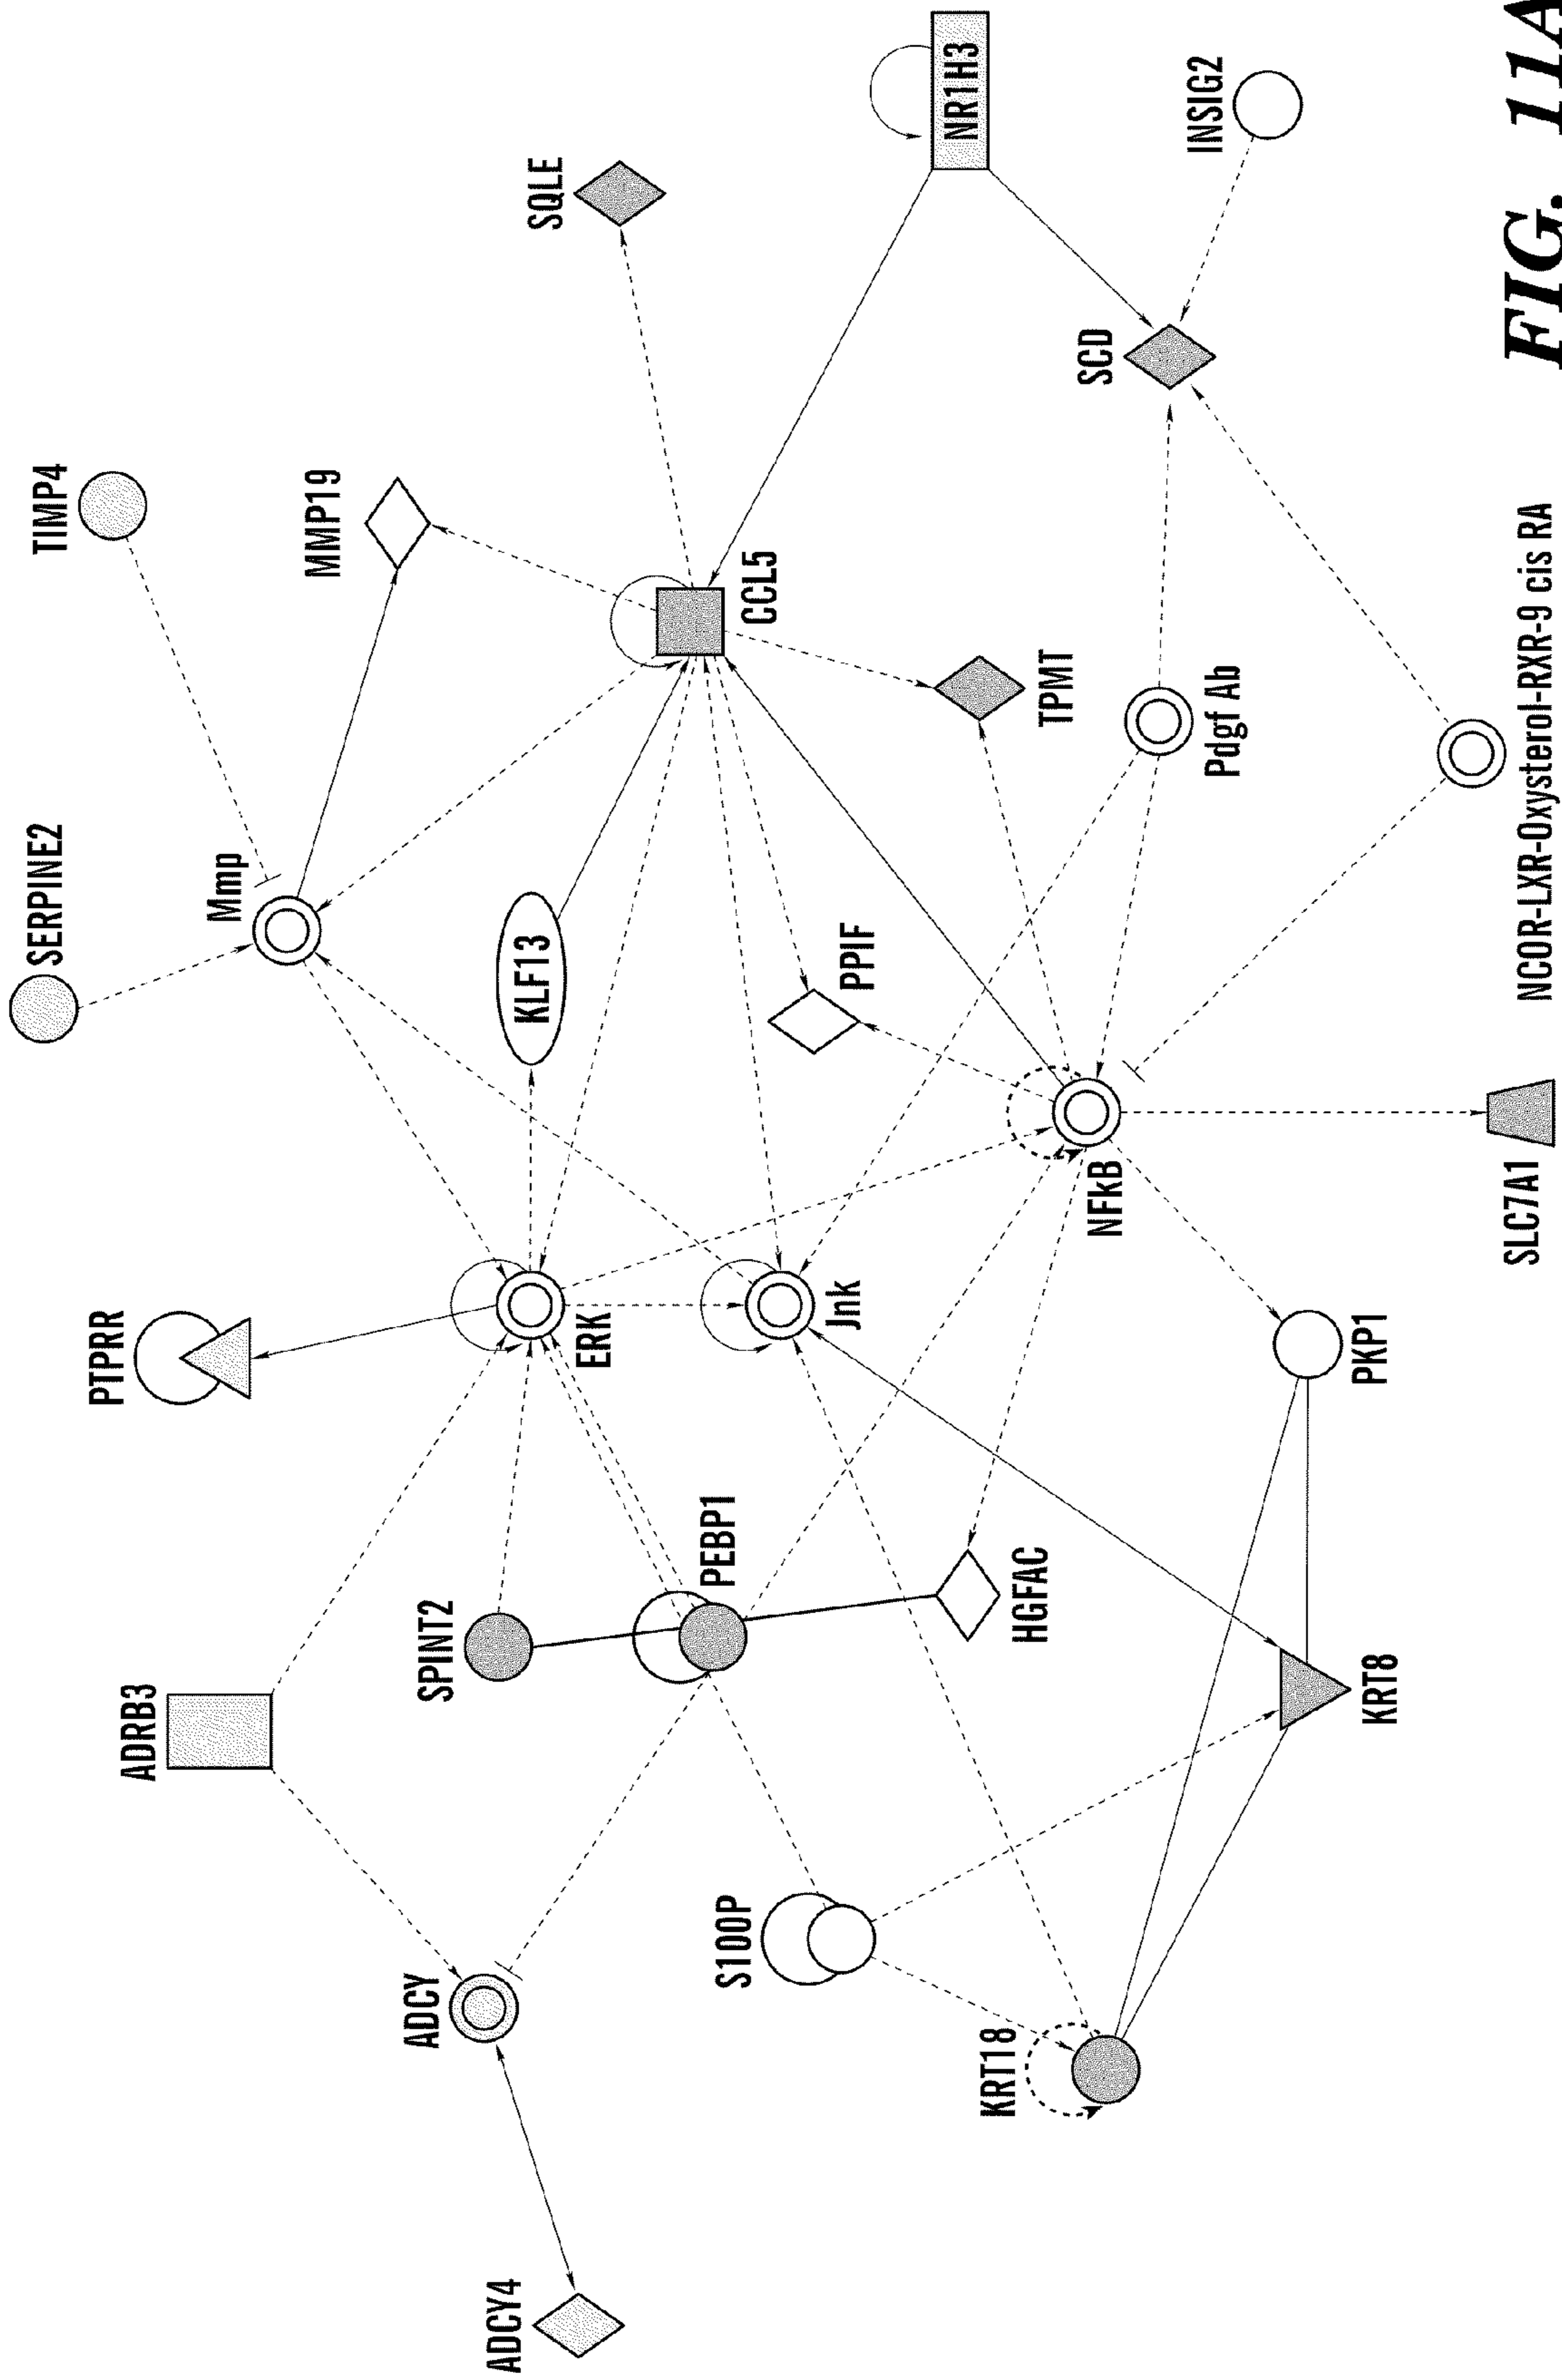 SERPINE2
TIMP4
PTPRR
ADRB3
Mmp
MMP19
SQLE
ADCY
SPINT2
ERK
KLF13
ADCY4
PEBP1
CCL5
S100P
Jnk
PPIF
NR1H3
KRT18
HGFAC
TPMT
NFkB
SCD
INSIG2
Pdgf Ab
KRT8
PKP1
SLC7A1
NCOR-LXR-Oxysterol-RXR-9 cis RA
FIG. 11A